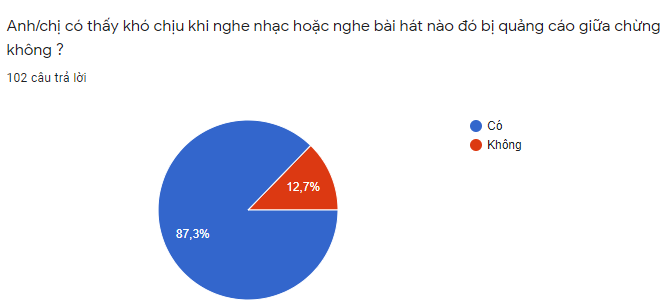 Anh/chị có thấy khó chịu khi nghe nhạc hoặc nghe bài hát nào đó bị quảng cáo giữa chừng
không ?
102 câu trả lời
Có
Không
12,7%
87,3%